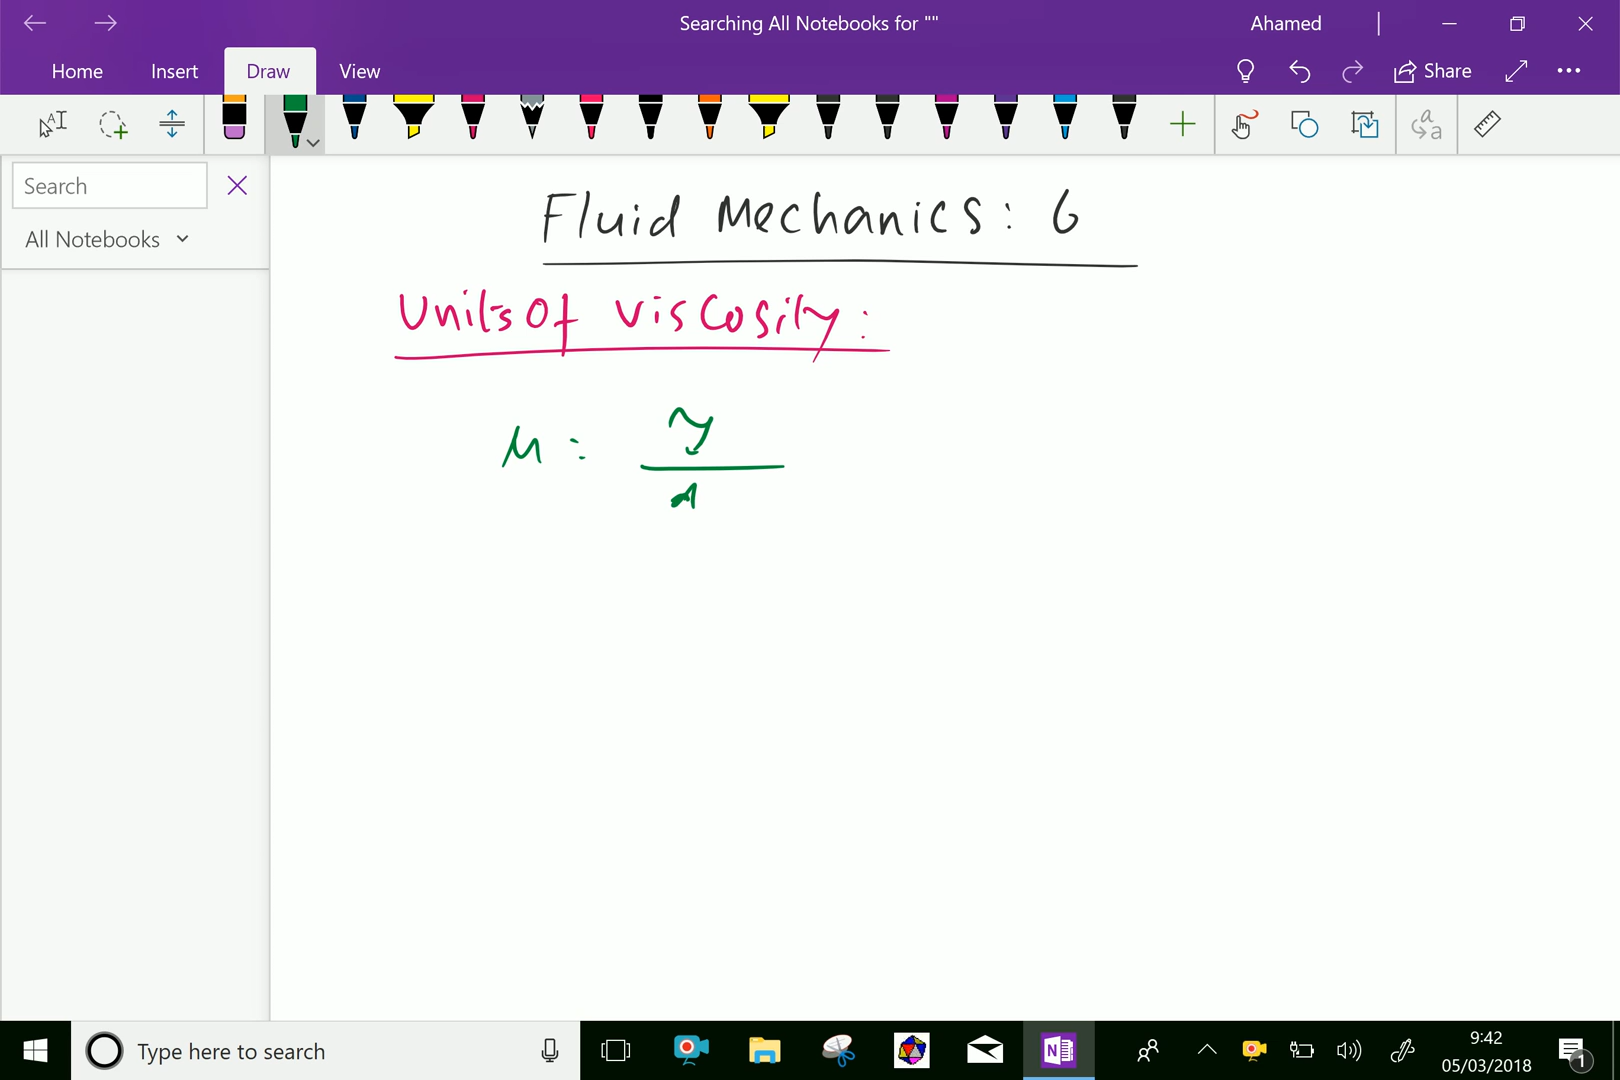 Searching All Notebooks for ""
Ahamed
Home Insert Draw View
Share
Search
All Notebooks
Fluid Mechanics: 6
Units Of Viscosity:
μ =
Type here to search
9:42
05/03/2018
1